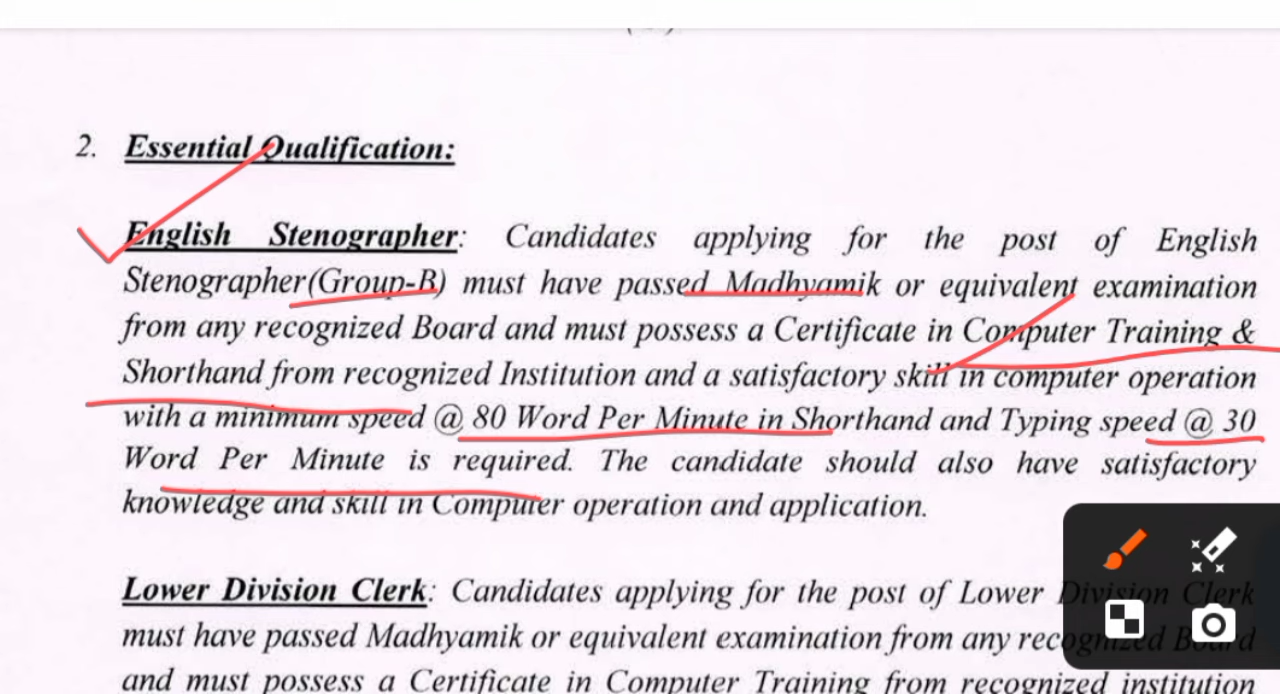 2. Essential Qualification:
English Stenographer: Candidates applying for the post of English
Stenographer(Group-B) must have passed Madhyamik or equivalent examination
from any recognized Board and must possess a Certificate in Computer Training &
Shorthand from recognized Institution and a satisfactory skill in computer operation
with a minimum speed @ 80 Word Per Minute in Shorthand and Typing speed @ 30
Word Per Minute is required. The candidate should also have satisfactory
knowledge and skill in Computer operation and application.
Lower Division Clerk: Candidates applying for the post of Lower Division Clerk
must have passed Madhyamik or equivalent examination from any recognized Board
and must possess a Certificate in Computer Training from recognized institution